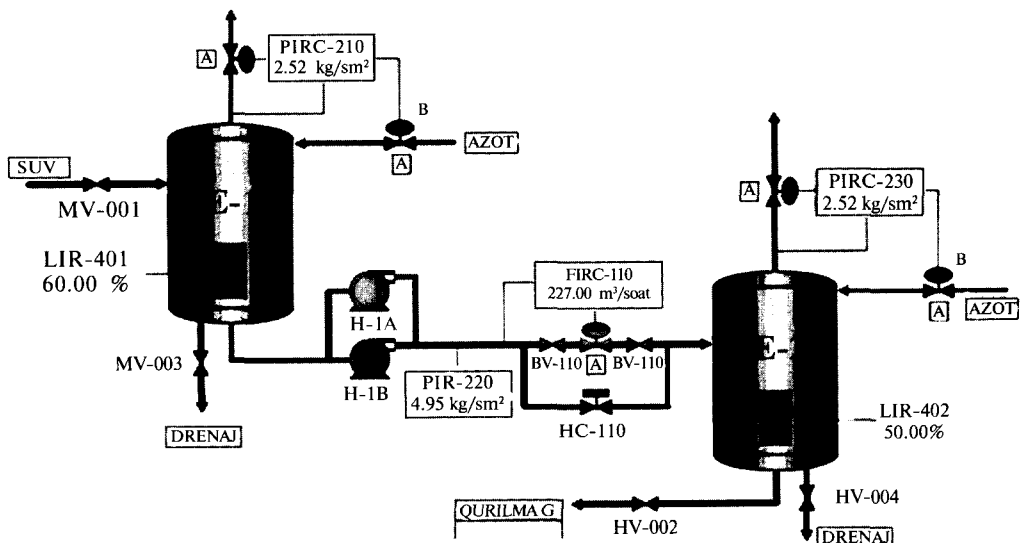 PIRC-210
2.52 kg/sm²
A
B
AZOT
A
SUV
MV-001
E-
LIR-401
60.00 %
MV-003
DRENAJ
H-1A
H-1B
PIR-220
4.95 kg/sm²
FIRC-110
227.00 m³/soat
BV-110
A
BV-110
HC-110
PIRC-230
2.52 kg/sm²
A
B
AZOT
A
E-
LIR-402
50.00%
HV-004
DRENAJ
HV-002
QURILMA G